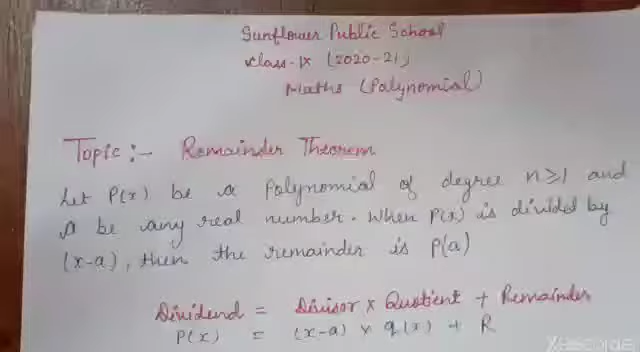 Sunflower Public School
Class-IX (2020-21)
Maths (Polynomial)
Topic:- Remainder Theorem
Let P(x) be a Polynomial of degree n≥1 and
a be any real number. When P(x) is divided by
(x-a), then the remainder is P(a)
Dividend = Divisor x Quotient + Remainder
P(x) = (x-a) x q(x) + R